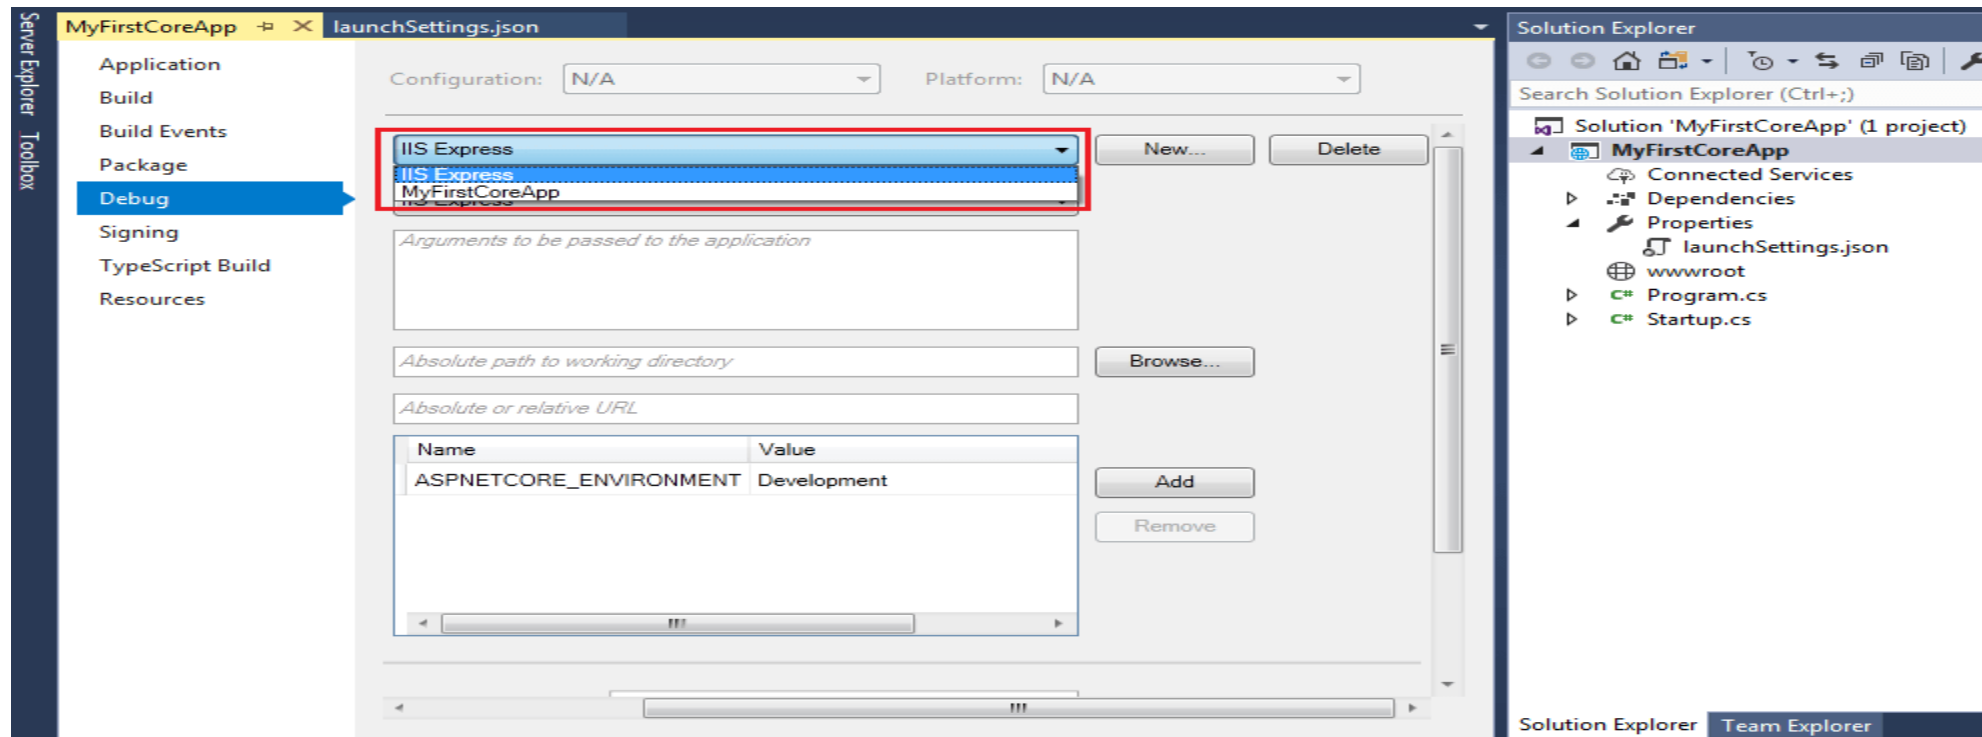 Server Explorer
Toolbox
MyFirstCoreApp
launchSettings.json
Application
Build
Build Events
Package
Debug
Signing
TypeScript Build
Resources
Configuration: N/A Platform: N/A
IIS Express
New... Delete
IIS Express
MyFirstCoreApp
IIS Express
Arguments to be passed to the application
Absolute path to working directory
Browse...
Absolute or relative URL
Name Value
ASPNETCORE_ENVIRONMENT Development
Add
Remove
Solution Explorer
Search Solution Explorer (Ctrl+;)
Solution 'MyFirstCoreApp' (1 project)
MyFirstCoreApp
Connected Services
Dependencies
Properties
launchSettings.json
wwwroot
C# Program.cs
C# Startup.cs
Solution Explorer Team Explorer